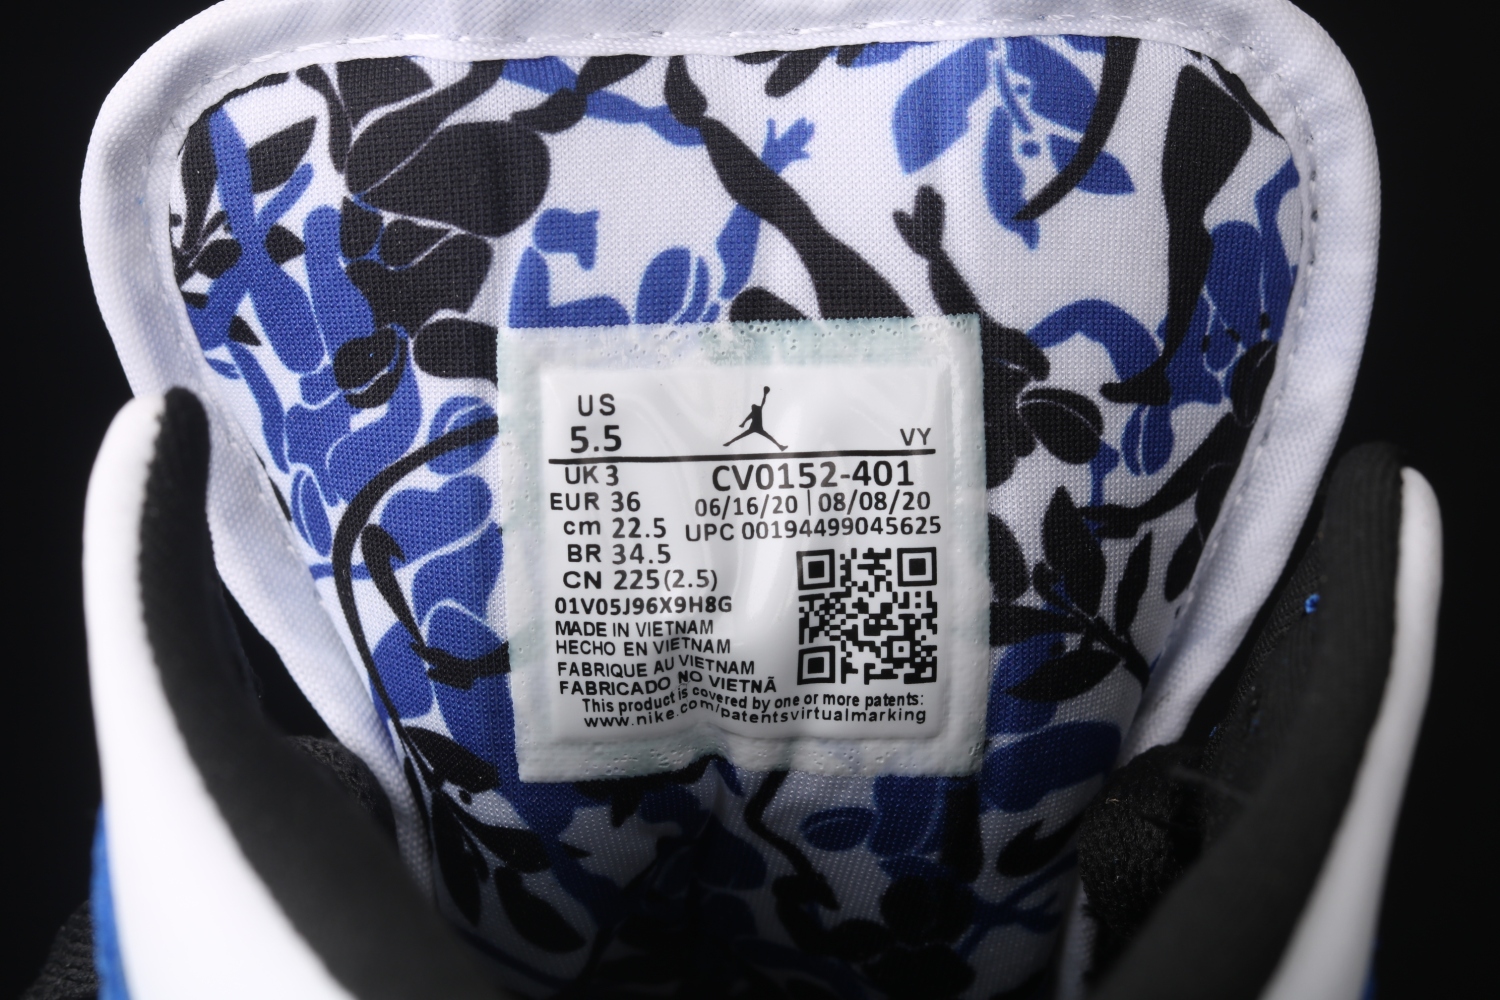 US
5.5
VY
UK 3
CV0152-401
EUR 36
06/16/20 | 08/08/20
cm 22.5
UPC 00194499045625
BR 34.5
CN 225(2.5)
01V05J96X9H8G
MADE IN VIETNAM
HECHO EN VIETNAM
FABRIQUE AU VIETNAM
FABRICADO NO VIETNÃ
This product is covered by one or more patents:
www.nike.com/patentsvirtualmarking